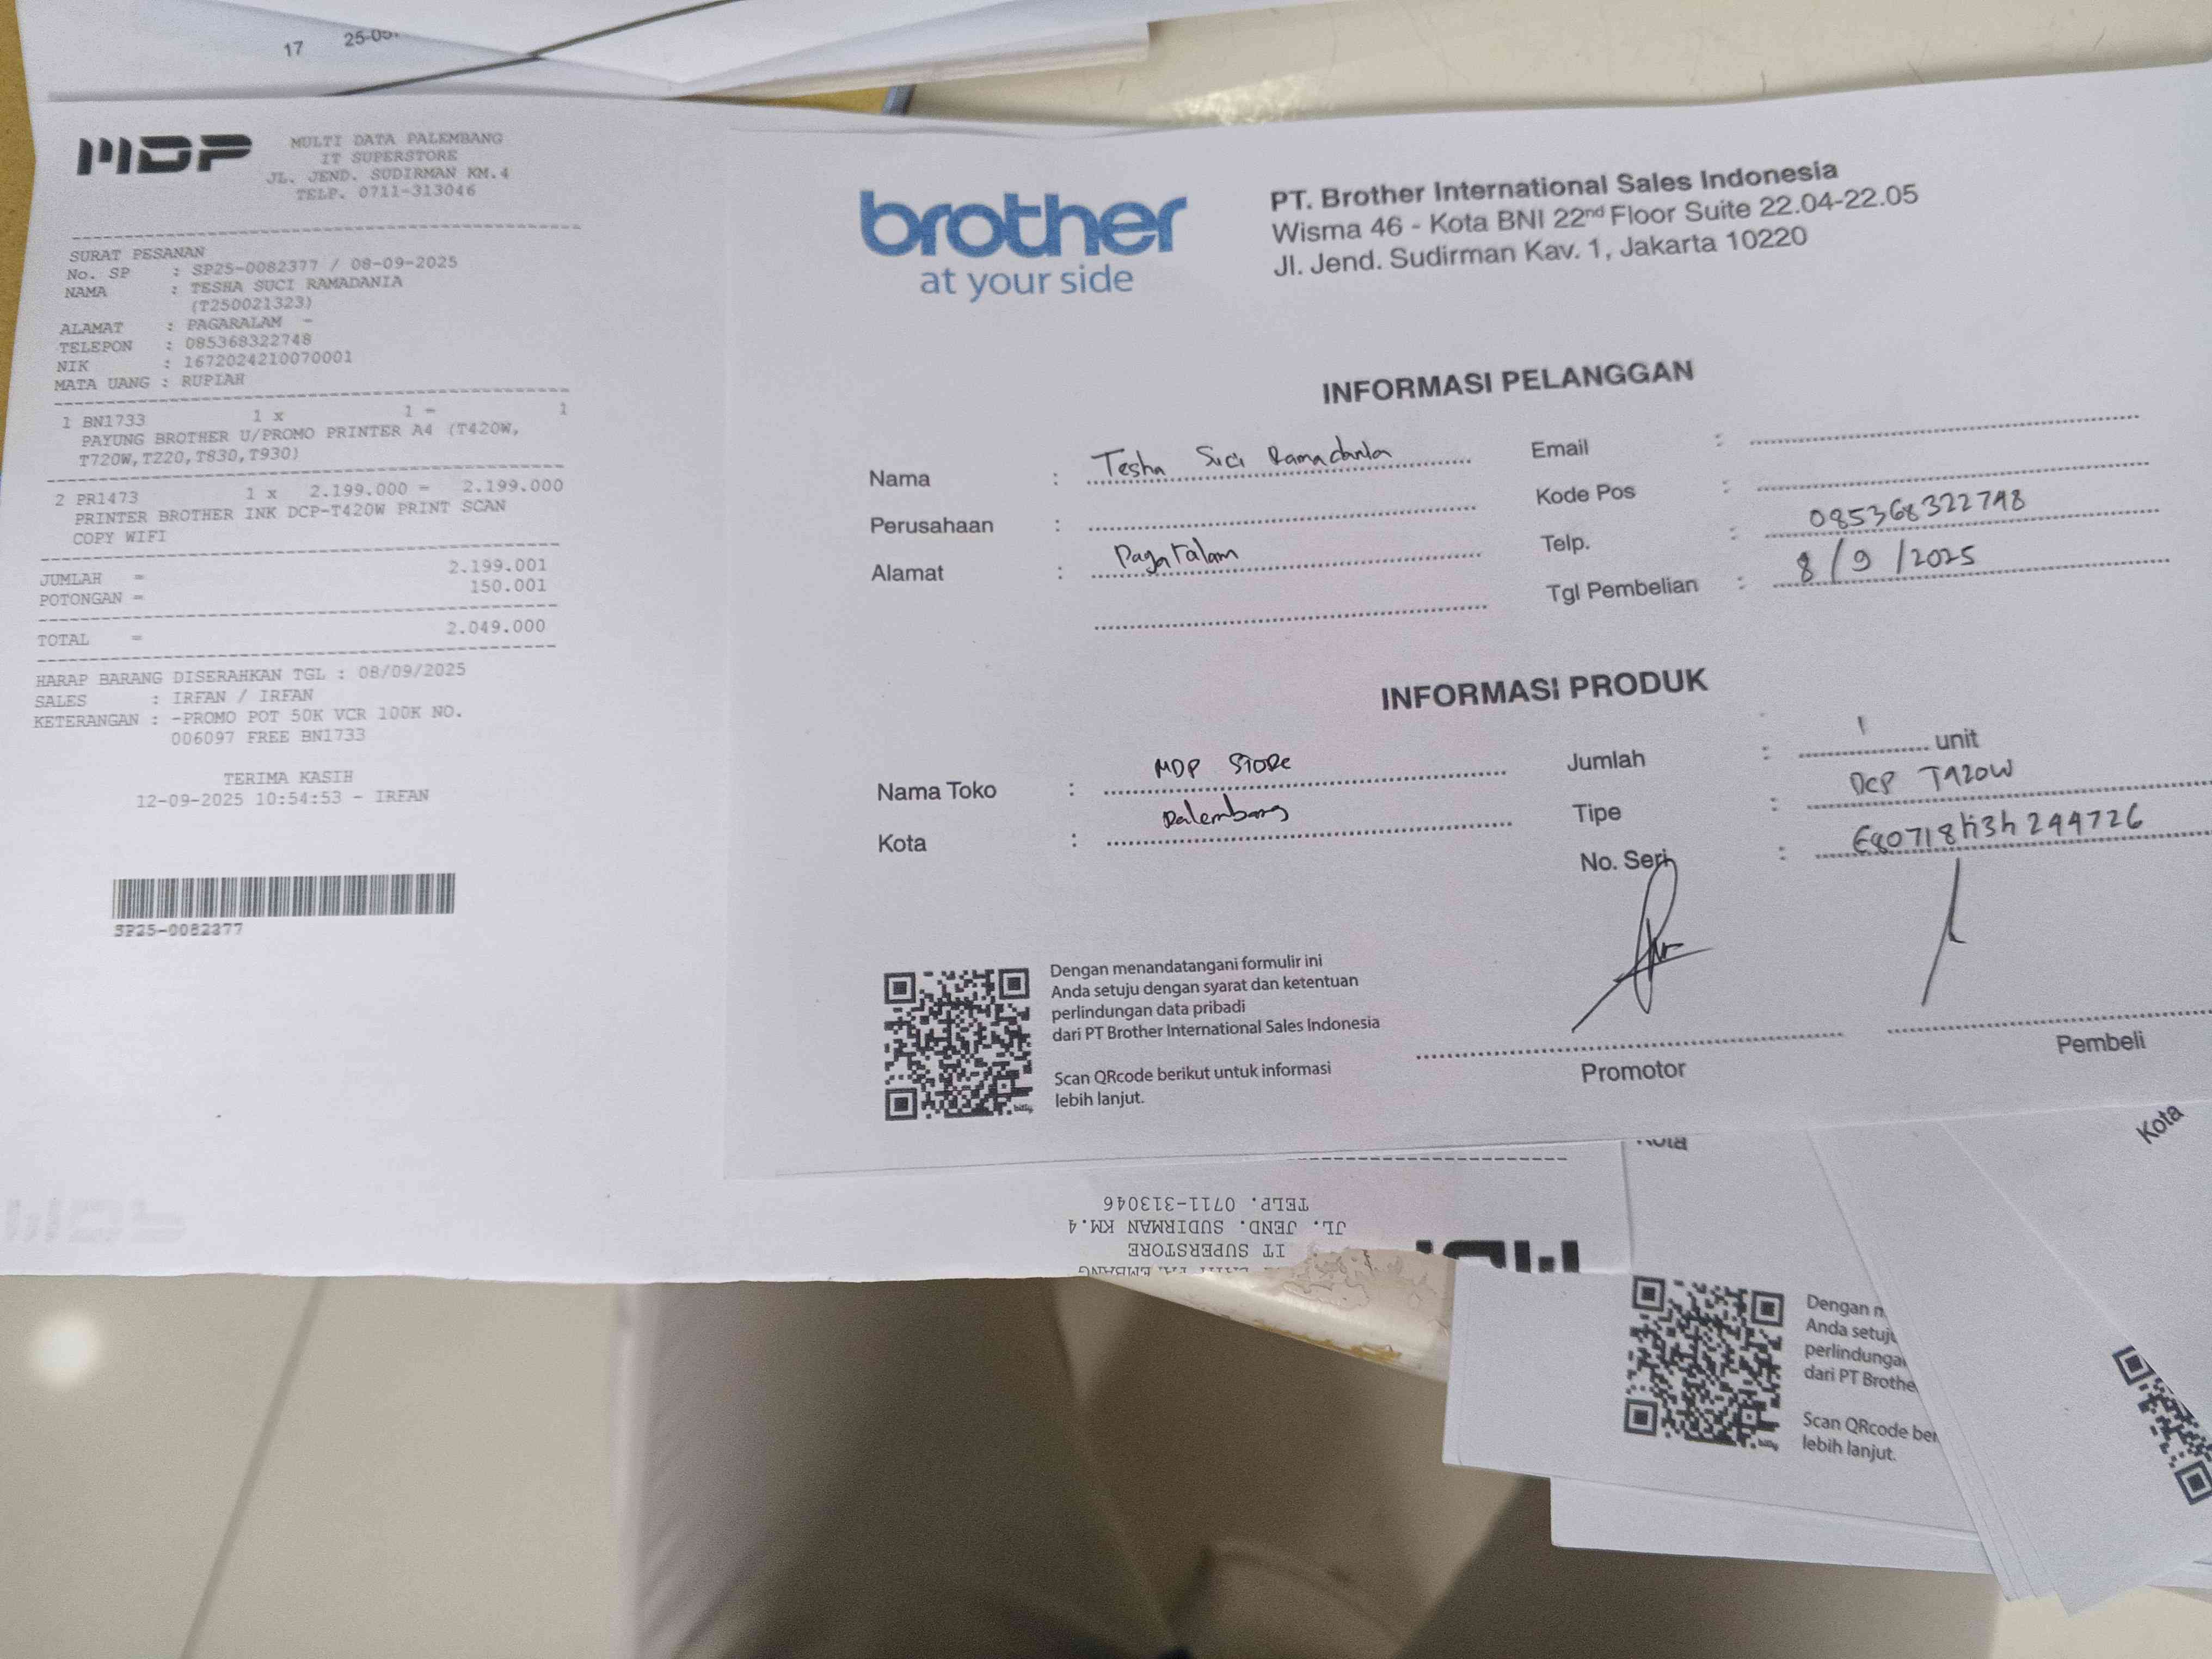 17 25-05-
MDP
MULTI DATA PALEMBANG
IT SUPERSTORE
JL. JEND. SUDIRMAN KM.4
TELP. 0711-313046
SURAT PESANAN
No. SP : SP25-0082377 / 08-09-2025
NAMA : TESHA SUCI RAMADANIA
(T250021323)
ALAMAT : PAGARALAM -
TELEPON : 085368322748
NIK : 1672024210070001
MATA UANG : RUPIAH
1 BN1733 1 x 1 = 1
PAYUNG BROTHER U/PROMO PRINTER A4 (T420W,
T720W,T220,T830,T930)
2 PR1473 1 x 2.199.000 = 2.199.000
PRINTER BROTHER INK DCP-T420W PRINT SCAN
COPY WIFI
JUMLAH = 2.199.001
POTONGAN = 150.001
TOTAL = 2.049.000
HARAP BARANG DISERAHKAN TGL : 08/09/2025
SALES : IRFAN / IRFAN
KETERANGAN : -PROMO POT 50K VCR 100K NO.
006097 FREE BN1733
TERIMA KASIH
12-09-2025 10:54:53 - IRFAN
SP25-0082377
brother
at your side
PT. Brother International Sales Indonesia
Wisma 46 - Kota BNI 22nd Floor Suite 22.04-22.05
Jl. Jend. Sudirman Kav. 1, Jakarta 10220
INFORMASI PELANGGAN
Nama : Tesha Suci Ramadania
Perusahaan :
Alamat : Pagaralam
Email :
Kode Pos :
Telp. : 085368322748
Tgl Pembelian : 8/9/2025
INFORMASI PRODUK
Nama Toko : MDP STORE
Kota : Palembang
Jumlah : 1 unit
Tipe : DCP T420W
No. Seri :
Dengan menandatangani formulir ini
Anda setuju dengan syarat dan ketentuan
perlindungan data pribadi
dari PT Brother International Sales Indonesia
Scan QRcode berikut untuk informasi
lebih lanjut.
bitly
Promotor
Pembeli
Kota
Kota
TELP. 0711-313046
JL. JEND. SUDIRMAN KM.4
IT SUPERSTORE
Dengan m
Anda setuju
perlindungan
dari PT Brothe
Scan QRcode ber
lebih lanjut.